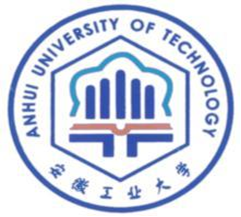 ANHUI UNIVERSITY OF TECHNOLOGY
安徽工业大学